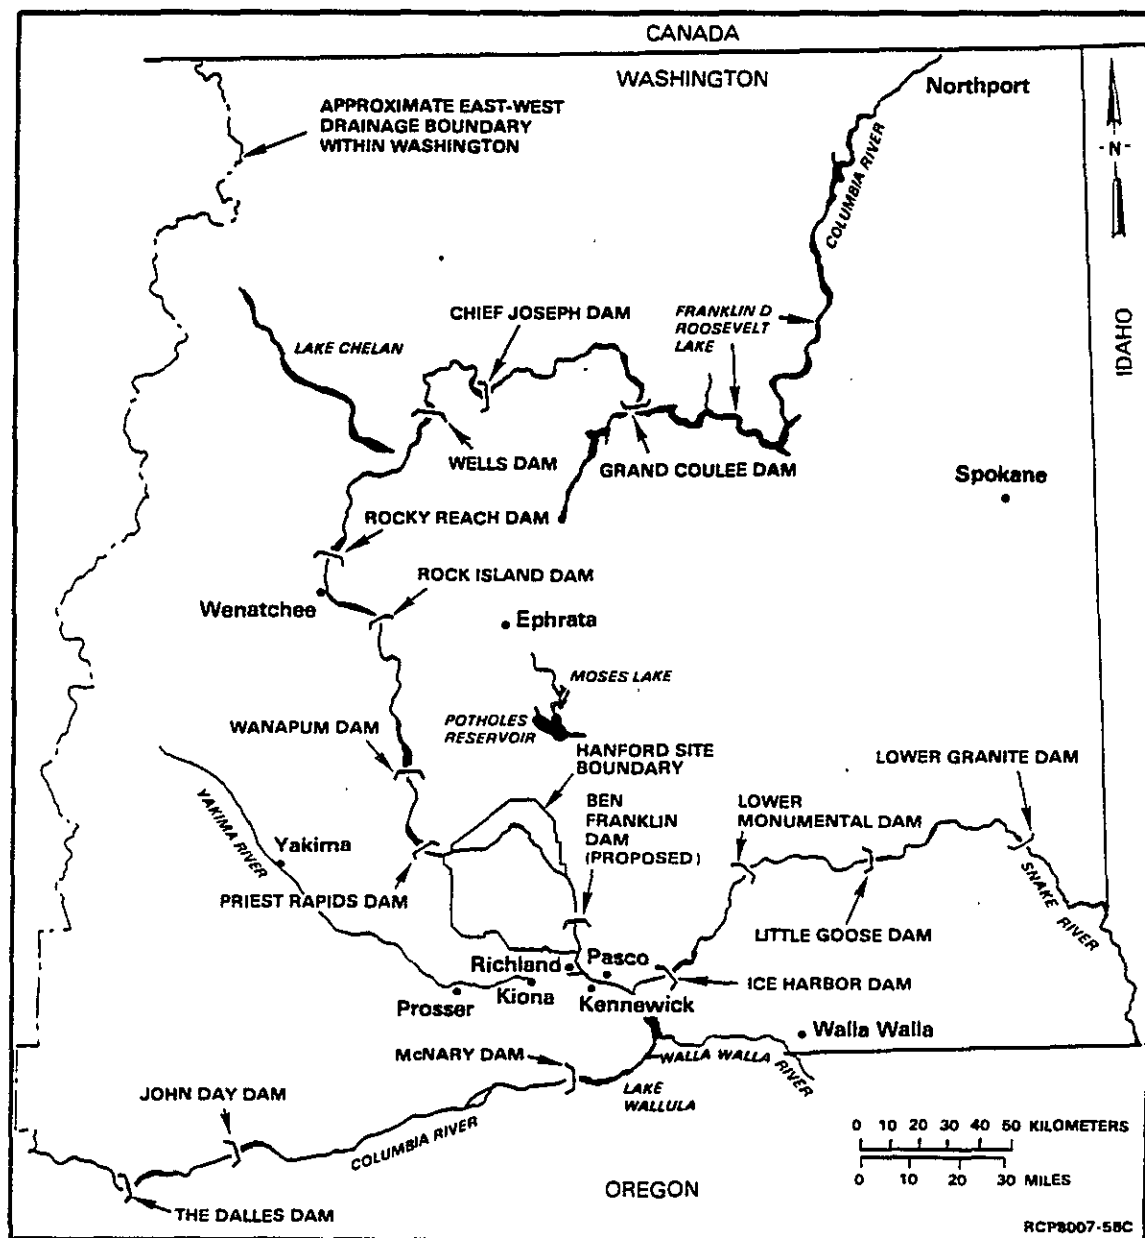 CANADA
WASHINGTON
Northport
APPROXIMATE EAST-WEST
DRAINAGE BOUNDARY
WITHIN WASHINGTON
-N-
COLUMBIA RIVER
IDAHO
CHIEF JOSEPH DAM
FRANKLIN D
ROOSEVELT
LAKE
LAKE CHELAN
WELLS DAM
GRAND COULEE DAM
Spokane
ROCKY REACH DAM
ROCK ISLAND DAM
Wenatchee
Ephrata
MOSES LAKE
POTHOLES
RESERVOIR
WANAPUM DAM
HANFORD SITE
BOUNDARY
LOWER GRANITE DAM
BEN
FRANKLIN
DAM
(PROPOSED)
LOWER
MONUMENTAL DAM
YAKIMA RIVER
Yakima
PRIEST RAPIDS DAM
SNAKE RIVER
LITTLE GOOSE DAM
Richland
Pasco
ICE HARBOR DAM
Prosser
Kiona
Kennewick
Walla Walla
McNARY DAM
WALLA WALLA
RIVER
LAKE
WALLULA
JOHN DAY DAM
COLUMBIA RIVER
0 10 20 30 40 50 KILOMETERS
0 10 20 30 MILES
OREGON
THE DALLES DAM
RCP8007-58C